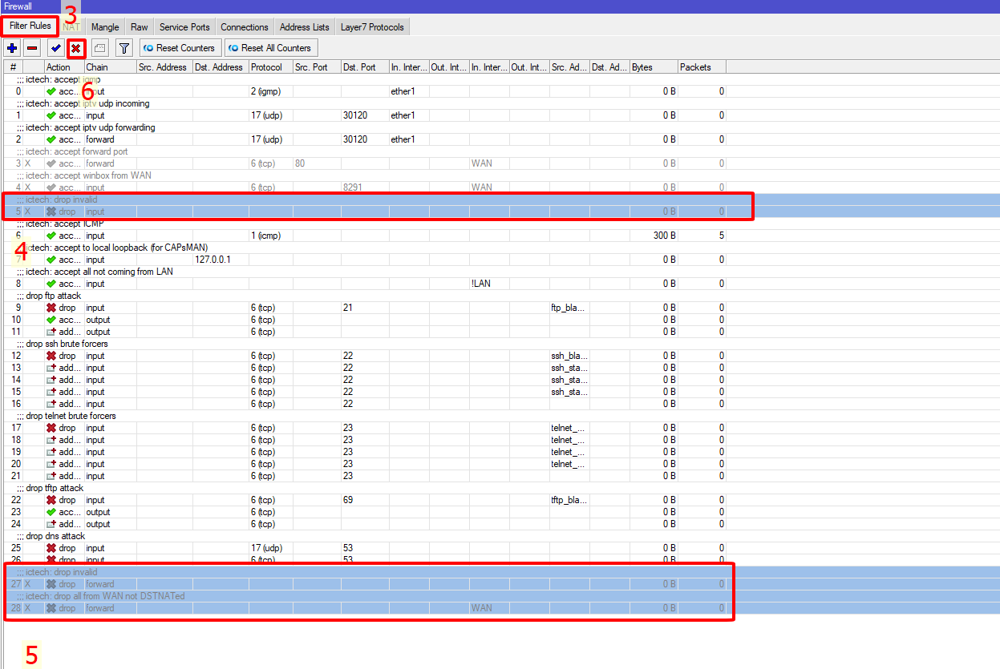 Firewall
Filter Rules NAT Mangle Raw Service Ports Connections Address Lists Layer7 Protocols
3
Reset Counters Reset All Counters
# Action Chain Src. Address Dst. Address Protocol Src. Port Dst. Port In. Inter... Out. Int... In. Inter... Out. Int... Src. Ad... Dst. Ad... Bytes Packets
;;; ictech: accept igmp
6
0 acc... input 2 (igmp) ether1 0 B 0
;;; ictech: accept iptv udp incoming
1 acc... input 17 (udp) 30120 ether1 0 B 0
;;; ictech: accept iptv udp forwarding
2 acc... forward 17 (udp) 30120 ether1 0 B 0
;;; ictech: accept forward port
3 X acc... forward 6 (tcp) 80 WAN 0 B 0
;;; ictech: accept winbox from WAN
4 X acc... input 6 (tcp) 8291 WAN 0 B 0
;;; ictech: drop invalid
5 X drop input 0 B 0
;;; ictech: accept ICMP
6 acc... input 1 (icmp) 300 B 5
4
ictech: accept to local loopback (for CAPsMAN)
7 acc... input 127.0.0.1 0 B 0
;;; ictech: accept all not coming from LAN
8 acc... input !LAN 0 B 0
;;; drop ftp attack
9 drop input 6 (tcp) 21 ftp_bla... 0 B 0
10 acc... output 6 (tcp) 0 B 0
11 add... output 6 (tcp) 0 B 0
;;; drop ssh brute forcers
12 drop input 6 (tcp) 22 ssh_bla... 0 B 0
13 add... input 6 (tcp) 22 ssh_sta... 0 B 0
14 add... input 6 (tcp) 22 ssh_sta... 0 B 0
15 add... input 6 (tcp) 22 ssh_sta... 0 B 0
16 add... input 6 (tcp) 22 0 B 0
;;; drop telnet brute forcers
17 drop input 6 (tcp) 23 telnet_... 0 B 0
18 add... input 6 (tcp) 23 telnet_... 0 B 0
19 add... input 6 (tcp) 23 telnet_... 0 B 0
20 add... input 6 (tcp) 23 telnet_... 0 B 0
21 add... input 6 (tcp) 23 0 B 0
;;; drop tftp attack
22 drop input 6 (tcp) 69 tftp_bla... 0 B 0
23 acc... output 6 (tcp) 0 B 0
24 add... output 6 (tcp) 0 B 0
;;; drop dns attack
25 drop input 17 (udp) 53 0 B 0
26 drop input 6 (tcp) 53 0 B 0
;;; ictech: drop invalid
27 X drop forward 0 B 0
;;; ictech: drop all from WAN not DSTNATed
28 X drop forward WAN 0 B 0
5